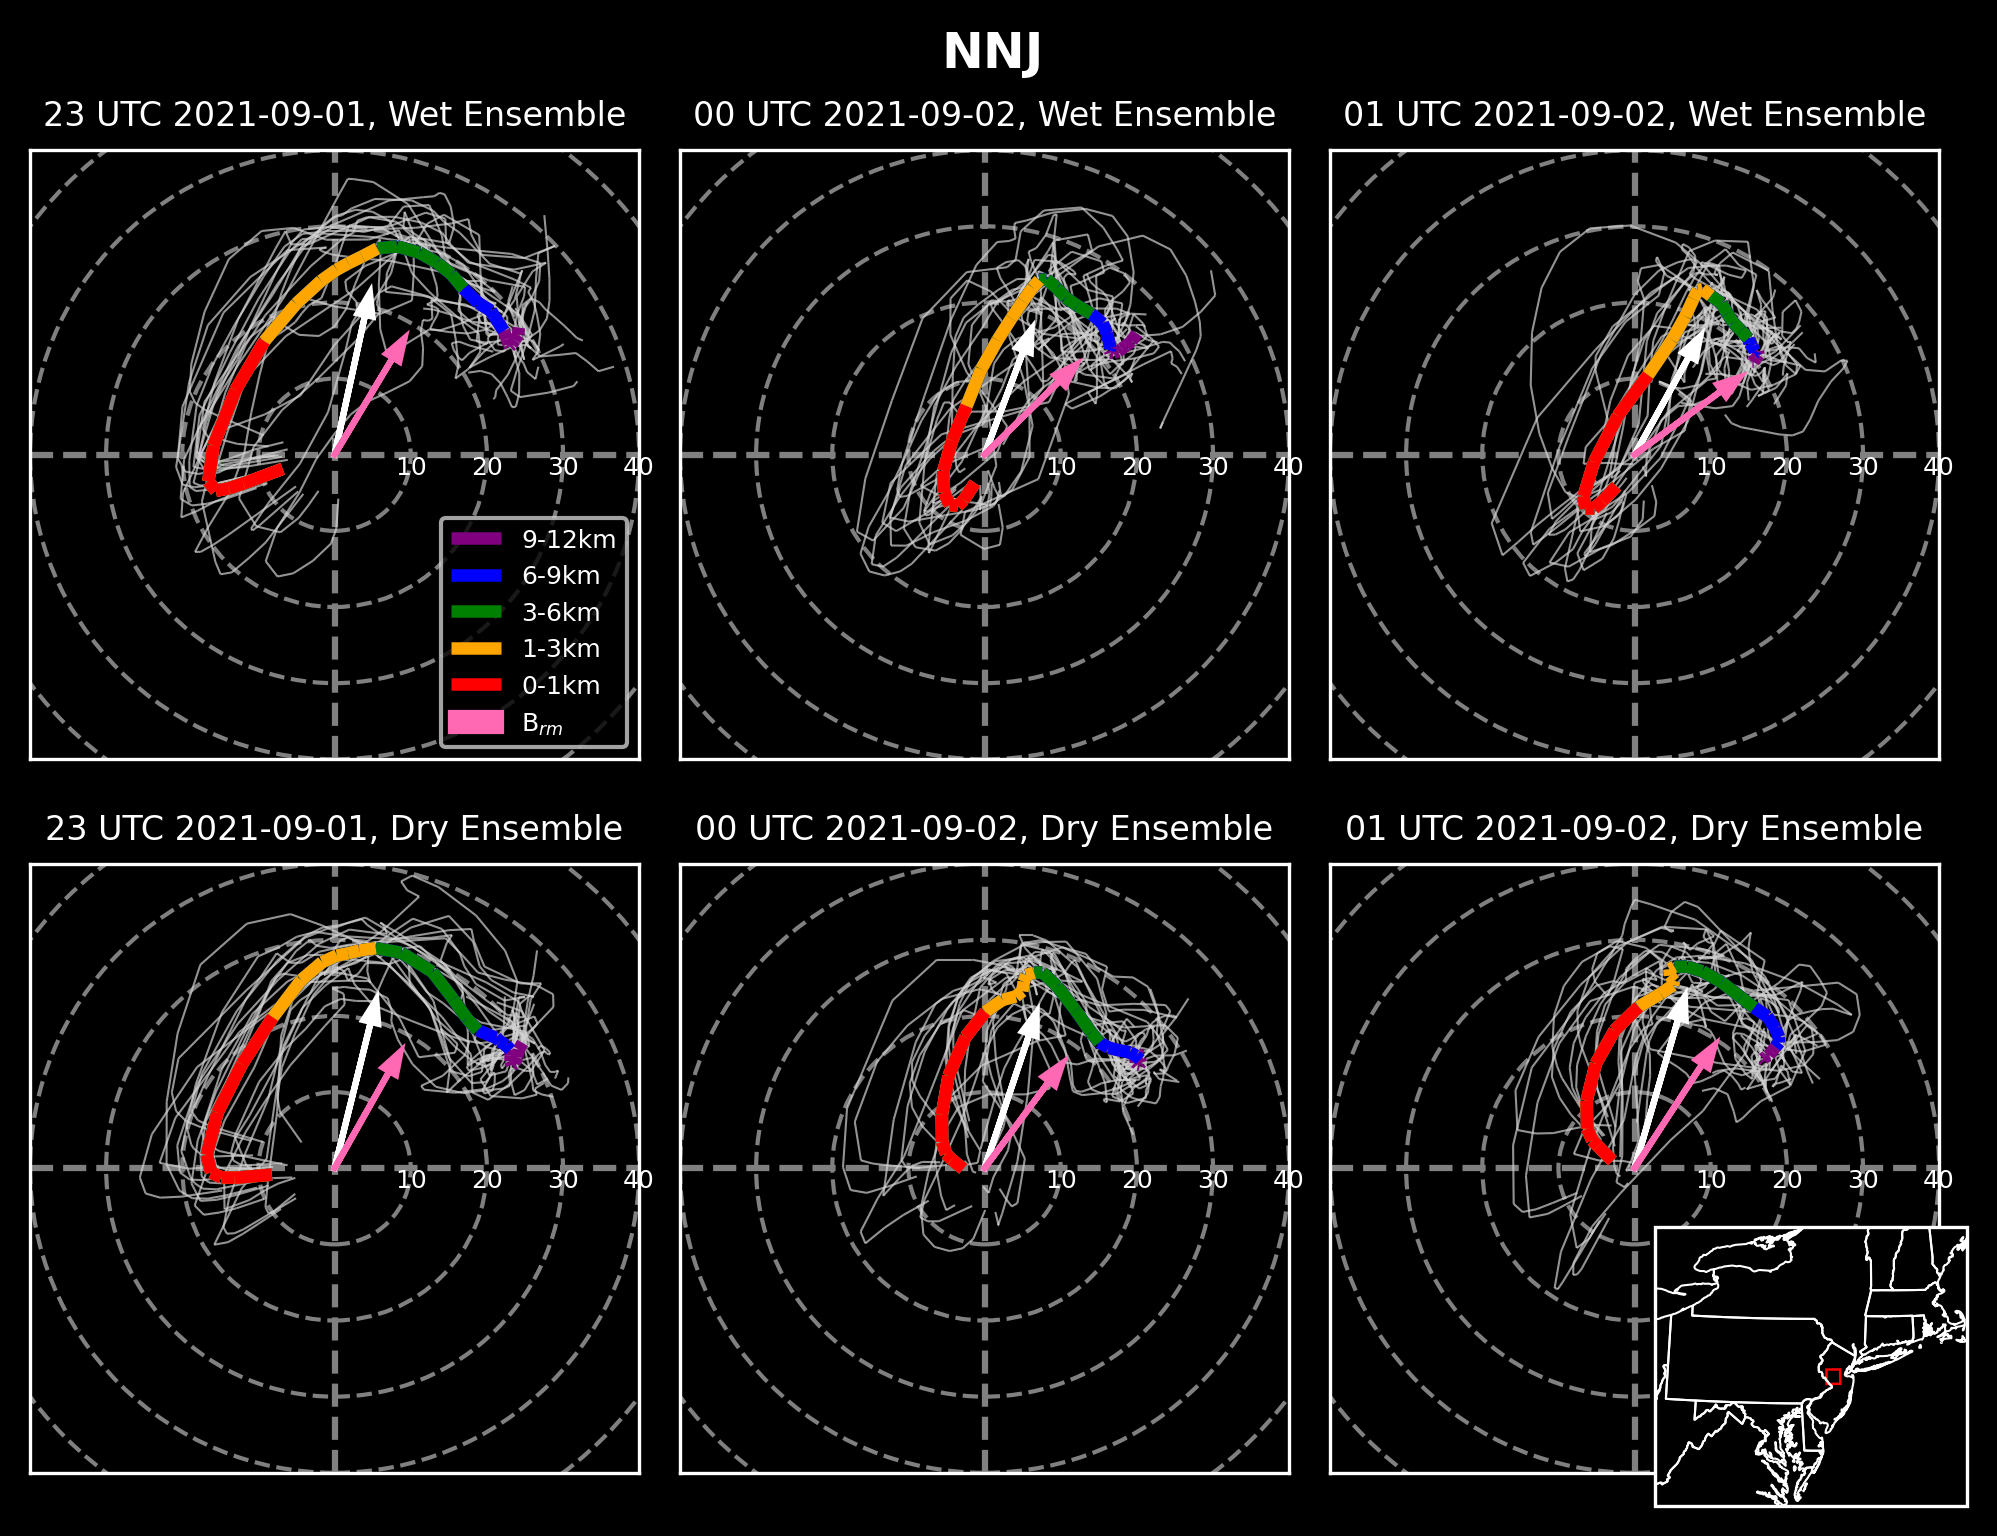 NNJ
23 UTC 2021-09-01, Wet Ensemble
00 UTC 2021-09-02, Wet Ensemble
01 UTC 2021-09-02, Wet Ensemble
10 20 30 40
10 20 30 40
10 20 30 40
9-12km
6-9km
3-6km
1-3km
0-1km
Brm
23 UTC 2021-09-01, Dry Ensemble
00 UTC 2021-09-02, Dry Ensemble
01 UTC 2021-09-02, Dry Ensemble
10 20 30 40
10 20 30 40
10 20 30 40